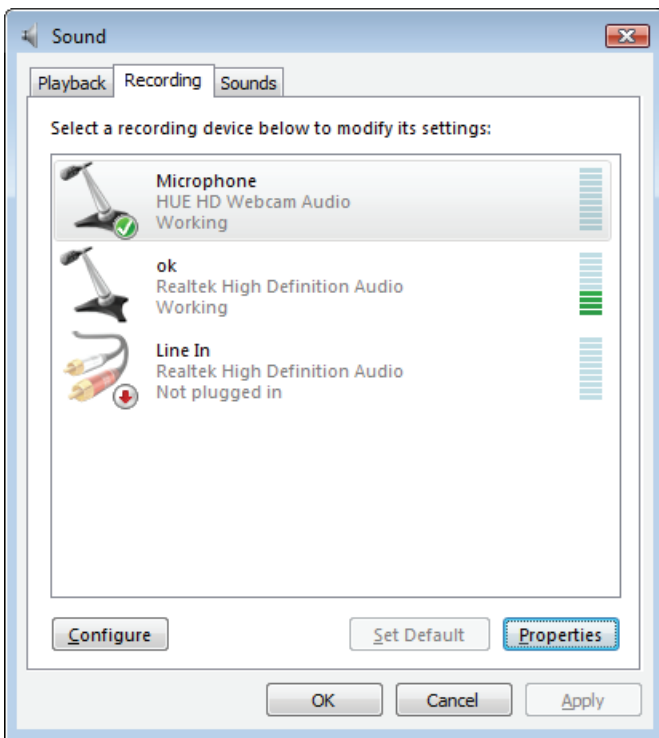 Sound
Playback Recording Sounds
Select a recording device below to modify its settings:
Microphone
HUE HD Webcam Audio
Working
ok
Realtek High Definition Audio
Working
Line In
Realtek High Definition Audio
Not plugged in
Configure Set Default Properties
OK Cancel Apply